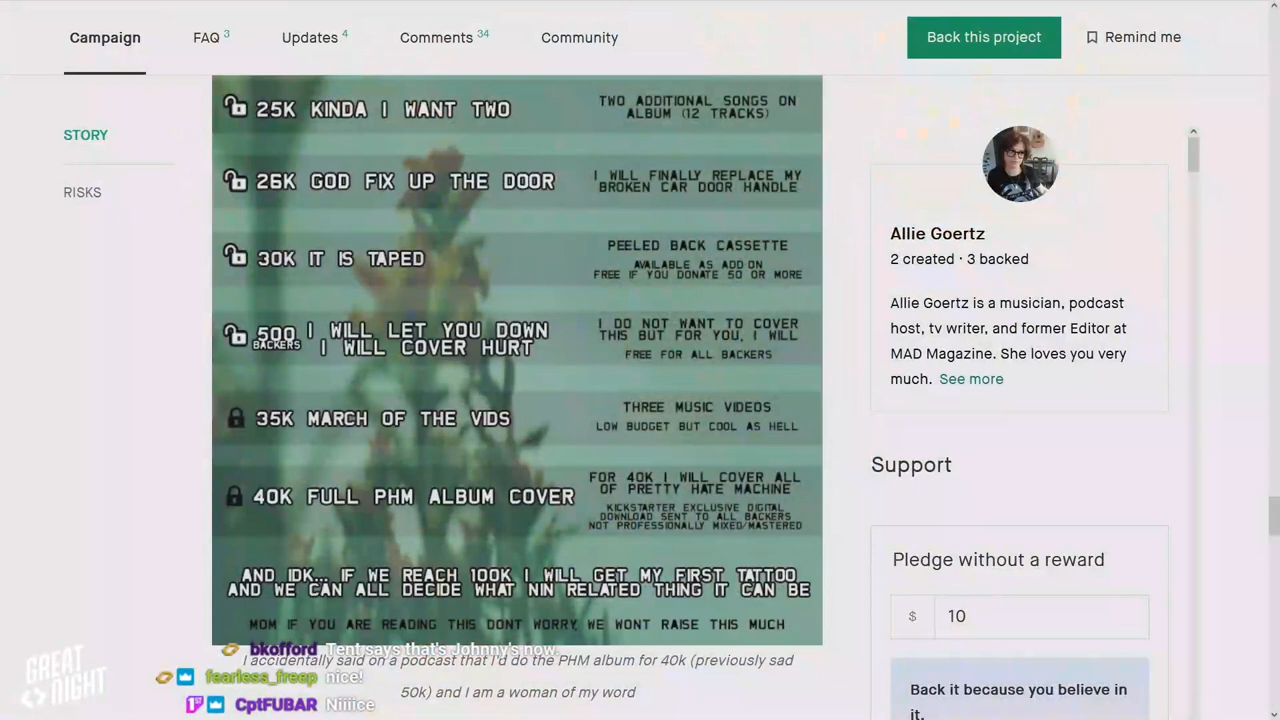 Campaign
FAQ 3
Updates 4
Comments 34
Community
Back this project
Remind me
STORY
RISKS
25K KINDA I WANT TWO
TWO ADDITIONAL SONGS ON
ALBUM (12 TRACKS)
26K GOD FIX UP THE DOOR
I WILL FINALLY REPLACE MY
BROKEN CAR DOOR HANDLE
30K IT IS TAPED
PEELED BACK CASSETTE
AVAILABLE AS ADD ON
FREE IF YOU DONATE 50 OR MORE
500 BACKERS
I WILL LET YOU DOWN
I WILL COVER HURT
I DO NOT WANT TO COVER
THIS BUT FOR YOU, I WILL
FREE FOR ALL BACKERS
35K MARCH OF THE VIDS
THREE MUSIC VIDEOS
LOW BUDGET BUT COOL AS HELL
40K FULL PHM ALBUM COVER
FOR 40K I WILL COVER ALL
OF PRETTY HATE MACHINE
KICKSTARTER EXCLUSIVE DIGITAL
DOWNLOAD SENT TO ALL BACKERS
NOT PROFESSIONALLY MIXED/MASTERED
AND IDK... IF WE REACH 100K I WILL GET MY FIRST TATTOO
AND WE CAN ALL DECIDE WHAT NIN RELATED THING IT CAN BE
MOM IF YOU ARE READING THIS DONT WORRY, WE WONT RAISE THIS MUCH
I accidentally said on a podcast that I'd do the PHM album for 40k (previously sad
50k) and I am a woman of my word
bkofford Tent says that's Johnny's now.
fearless_freep nice!
CptFUBAR Niiiice
GREAT
NIGHT
Allie Goertz
2 created · 3 backed
Allie Goertz is a musician, podcast
host, tv writer, and former Editor at
MAD Magazine. She loves you very
much. See more
Support
Pledge without a reward
$ 10
Back it because you believe in
it.